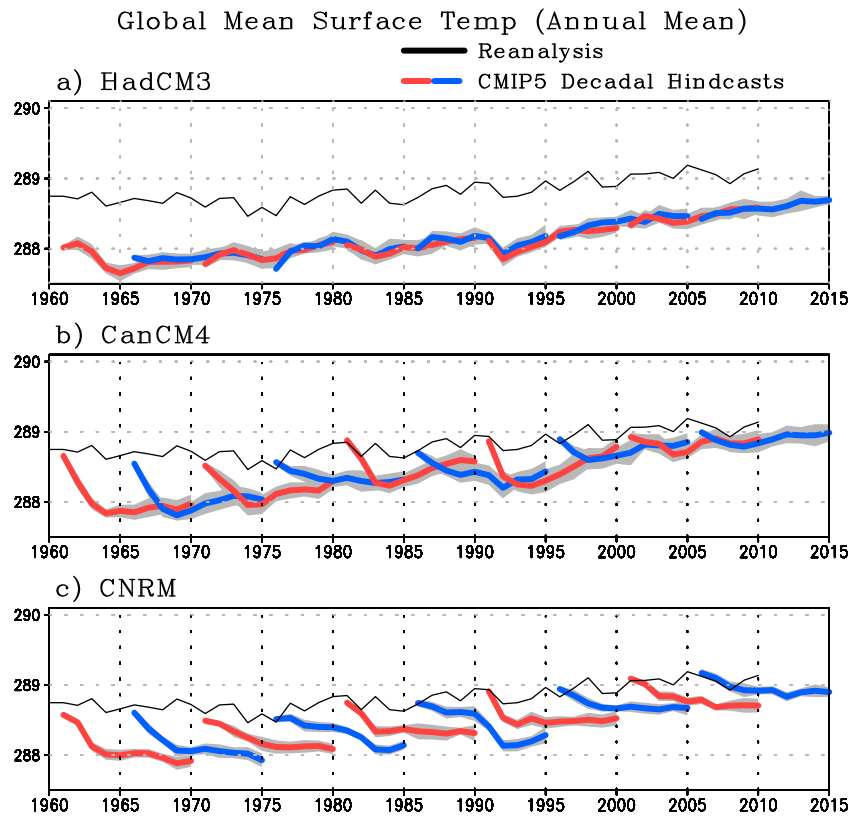 Global Mean Surface Temp (Annual Mean)
Reanalysis
a) HadCM3
CMIP5 Decadal Hindcasts
290
289
288
1960 1965 1970 1975 1980 1985 1990 1995 2000 2005 2010 2015
b) CanCM4
290
289
288
1960 1965 1970 1975 1980 1985 1990 1995 2000 2005 2010 2015
c) CNRM
290
289
288
1960 1965 1970 1975 1980 1985 1990 1995 2000 2005 2010 2015